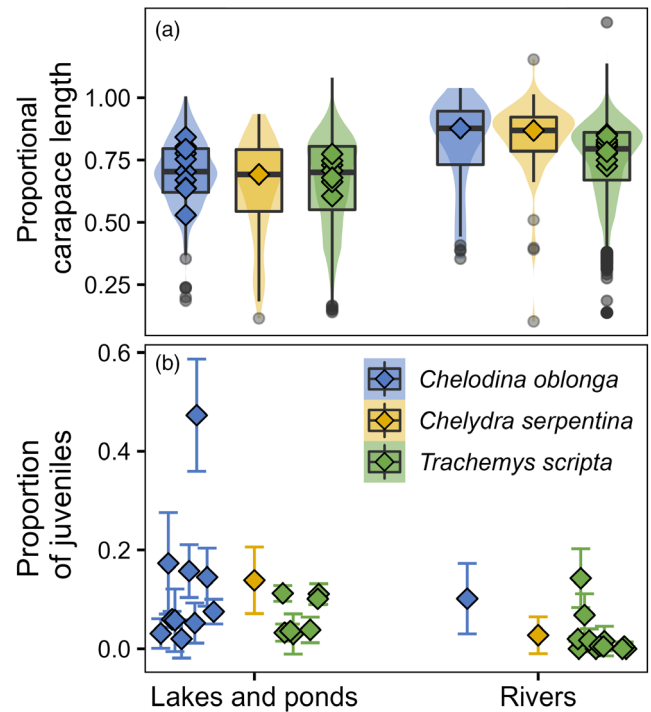 (a)
Proportional
carapace length
1.00
0.75
0.50
0.25
(b)
Proportion
of juveniles
0.6
0.4
0.2
0.0
Chelodina oblonga
Chelydra serpentina
Trachemys scripta
Lakes and ponds
Rivers